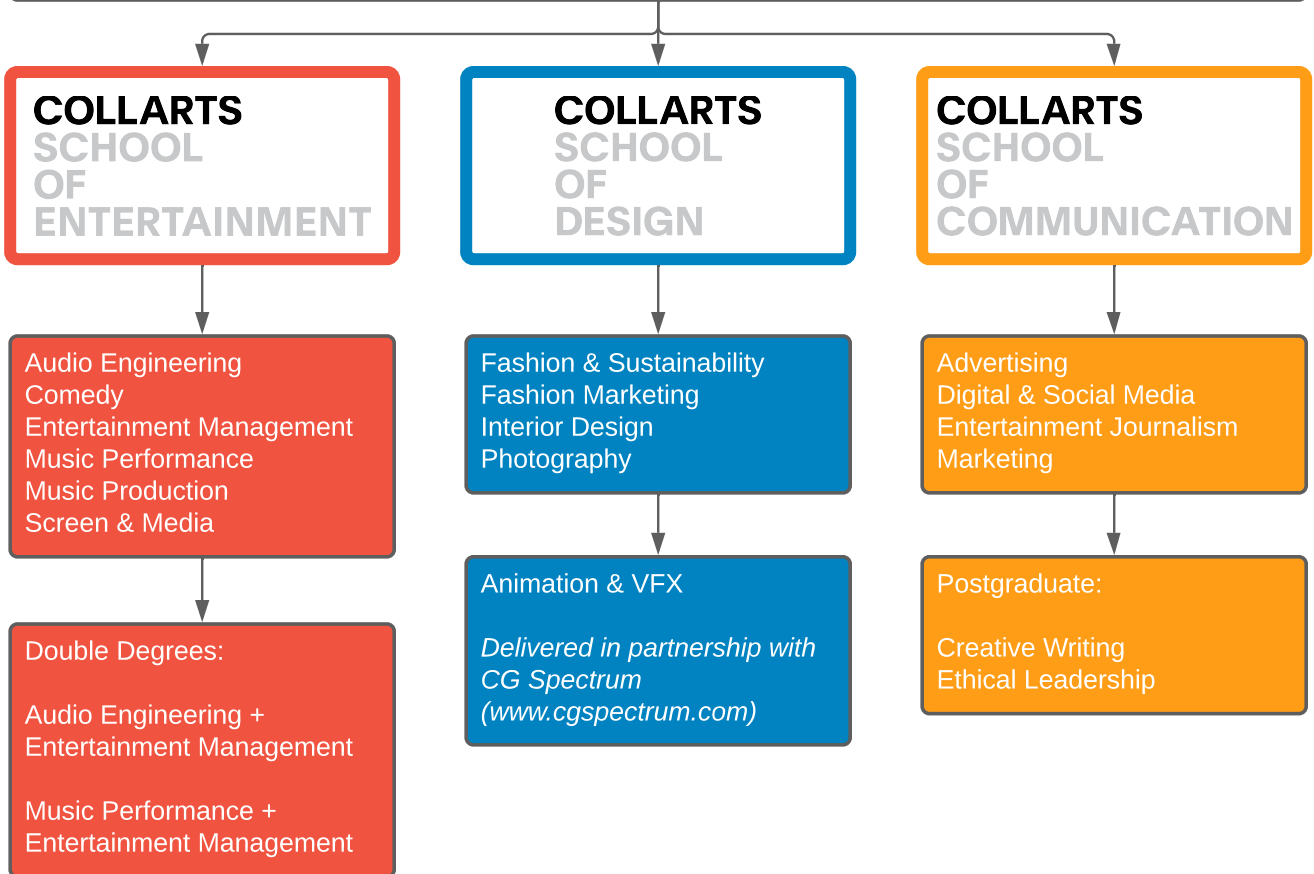 COLLARTS
SCHOOL
OF
ENTERTAINMENT
Audio Engineering
Comedy
Entertainment Management
Music Performance
Music Production
Screen & Media
Double Degrees:
Audio Engineering +
Entertainment Management
Music Performance +
Entertainment Management
COLLARTS
SCHOOL
OF
DESIGN
Fashion & Sustainability
Fashion Marketing
Interior Design
Photography
Animation & VFX
Delivered in partnership with
CG Spectrum
(www.cgspectrum.com)
COLLARTS
SCHOOL
OF
COMMUNICATION
Advertising
Digital & Social Media
Entertainment Journalism
Marketing
Postgraduate:
Creative Writing
Ethical Leadership